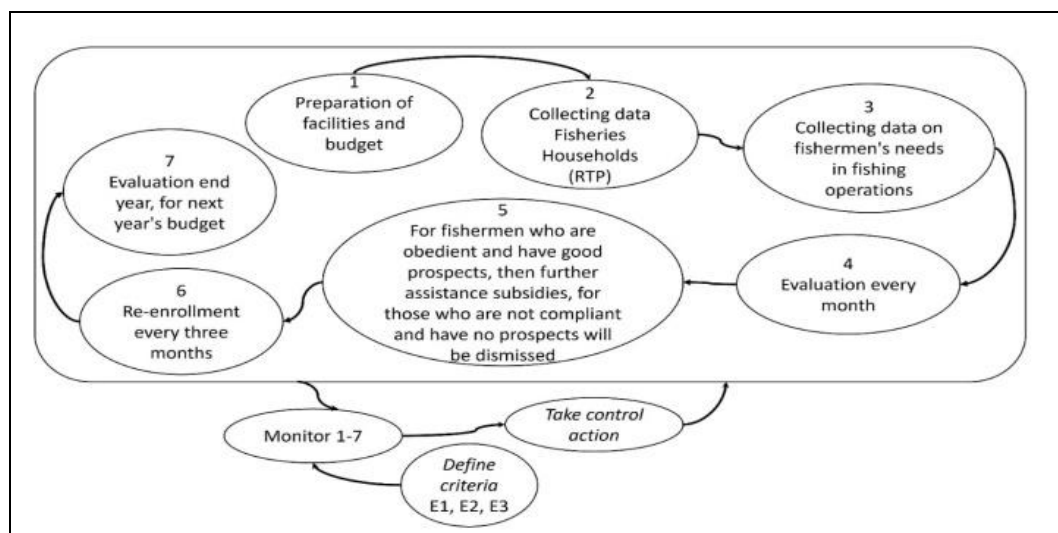 1
Preparation of
facilities and
budget
2
Collecting data
Fisheries
Households
(RTP)
3
Collecting data on
fishermen's needs
in fishing
operations
4
Evaluation every
month
5
For fishermen who are
obedient and have good
prospects, then further
assistance subsidies, for
those who are not compliant
and have no prospects will
be dismissed
6
Re-enrollment
every three
months
7
Evaluation end
year, for next
year's budget
Monitor 1-7
Take control
action
Define
criteria
E1, E2, E3